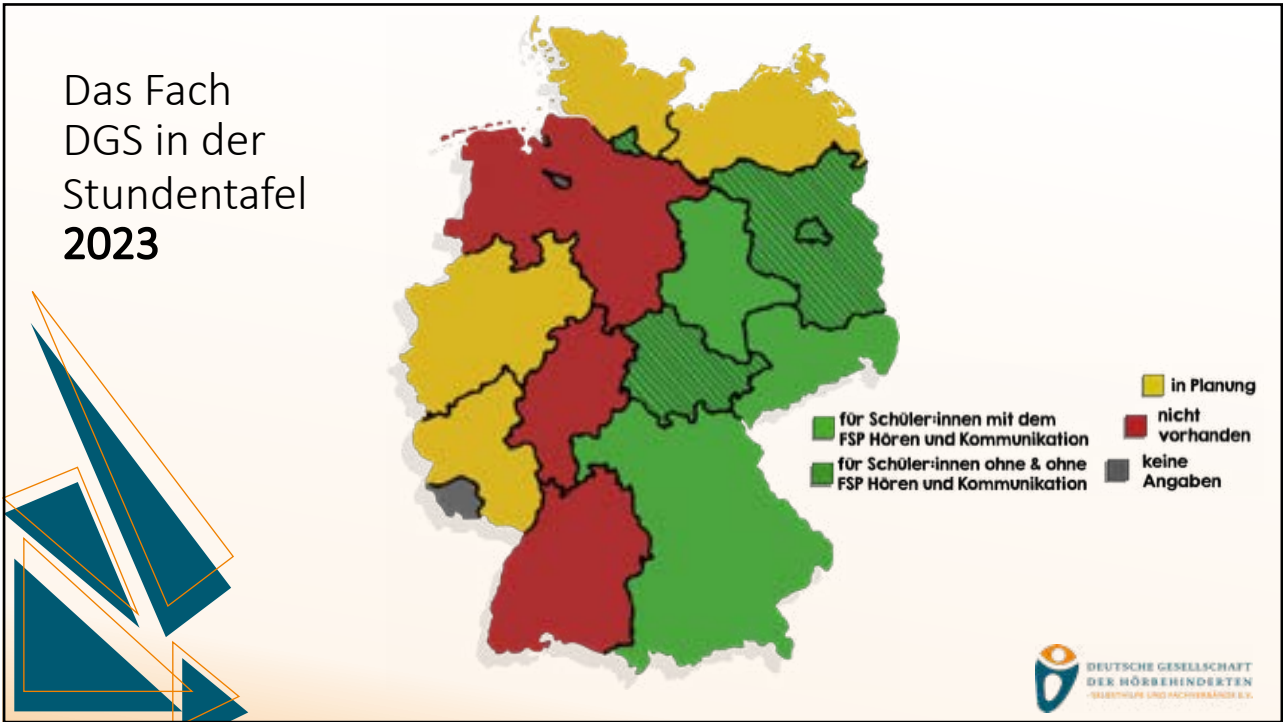 Das Fach
DGS in der
Stundentafel
2023
in Planung
für Schüler:innen mit dem
FSP Hören und Kommunikation
nicht
vorhanden
für Schüler:innen ohne & ohne
FSP Hören und Kommunikation
keine
Angaben
DEUTSCHE GESELLSCHAFT
DER HÖRBEHINDERTEN
-SELBSTHILFE UND FACHVERBÄNDE E.V.